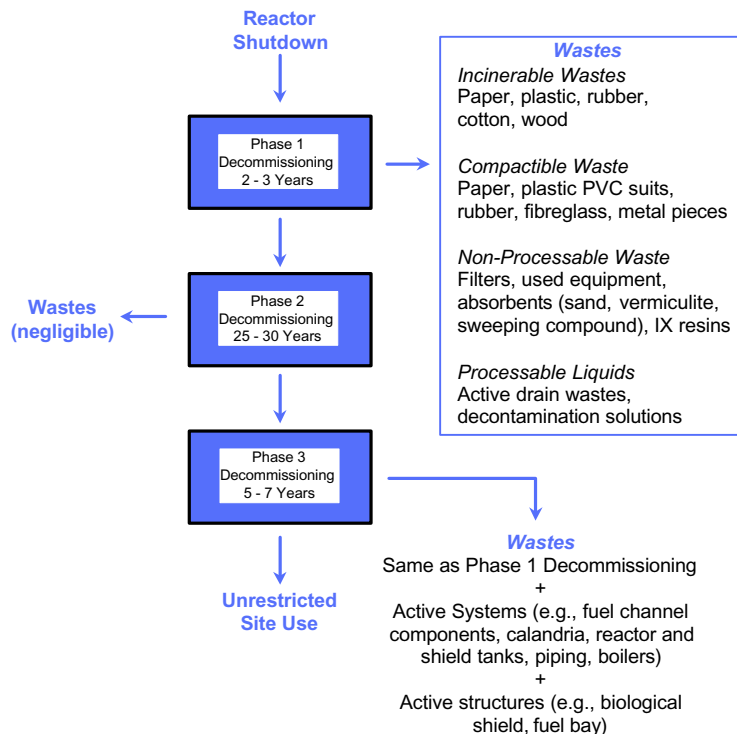 Reactor
Shutdown
Phase 1
Decommissioning
2 - 3 Years
Wastes
Incinerable Wastes
Paper, plastic, rubber,
cotton, wood
Compactible Waste
Paper, plastic PVC suits,
rubber, fibreglass, metal pieces
Non-Processable Waste
Filters, used equipment,
absorbents (sand, vermiculite,
sweeping compound), IX resins
Processable Liquids
Active drain wastes,
decontamination solutions
Wastes
(negligible)
Phase 2
Decommissioning
25 - 30 Years
Phase 3
Decommissioning
5 - 7 Years
Unrestricted
Site Use
Wastes
Same as Phase 1 Decommissioning
+
Active Systems (e.g., fuel channel
components, calandria, reactor and
shield tanks, piping, boilers)
+
Active structures (e.g., biological
shield, fuel bay)